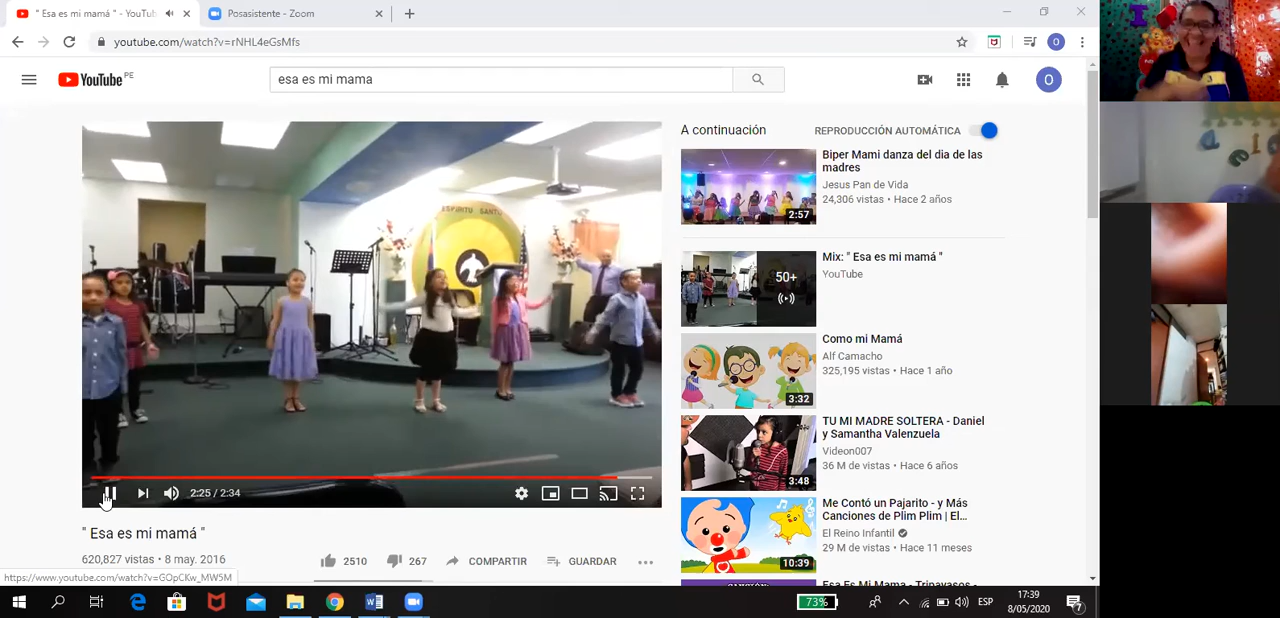 " Esa es mi mamá " - YouTub
Posasistente - Zoom
youtube.com/watch?v=rNHL4eGsMfs
O
YouTube PE
esa es mi mama
O
ESPIRITU SANTO
2:25 / 2:34
" Esa es mi mamá "
620,827 vistas • 8 may. 2016
2510
267
COMPARTIR
GUARDAR
https://www.youtube.com/watch?v=GOpCKw_MW5M
A continuación
REPRODUCCIÓN AUTOMÁTICA
2:57
Biper Mami danza del dia de las
madres
Jesus Pan de Vida
24,306 vistas • Hace 2 años
50+
Mix: " Esa es mi mamá "
YouTube
3:32
Como mi Mamá
Alf Camacho
325,195 vistas • Hace 1 año
3:48
TU MI MADRE SOLTERA - Daniel
y Samantha Valenzuela
Videon007
36 M de vistas • Hace 6 años
10:39
Me Contó un Pajarito - y Más
Canciones de Plim Plim | El...
El Reino Infantil
29 M de vistas • Hace 11 meses
Esa Es Mi Mamá - Tripayasos -
a e i o
73%
ESP
17:39
8/05/2020
7